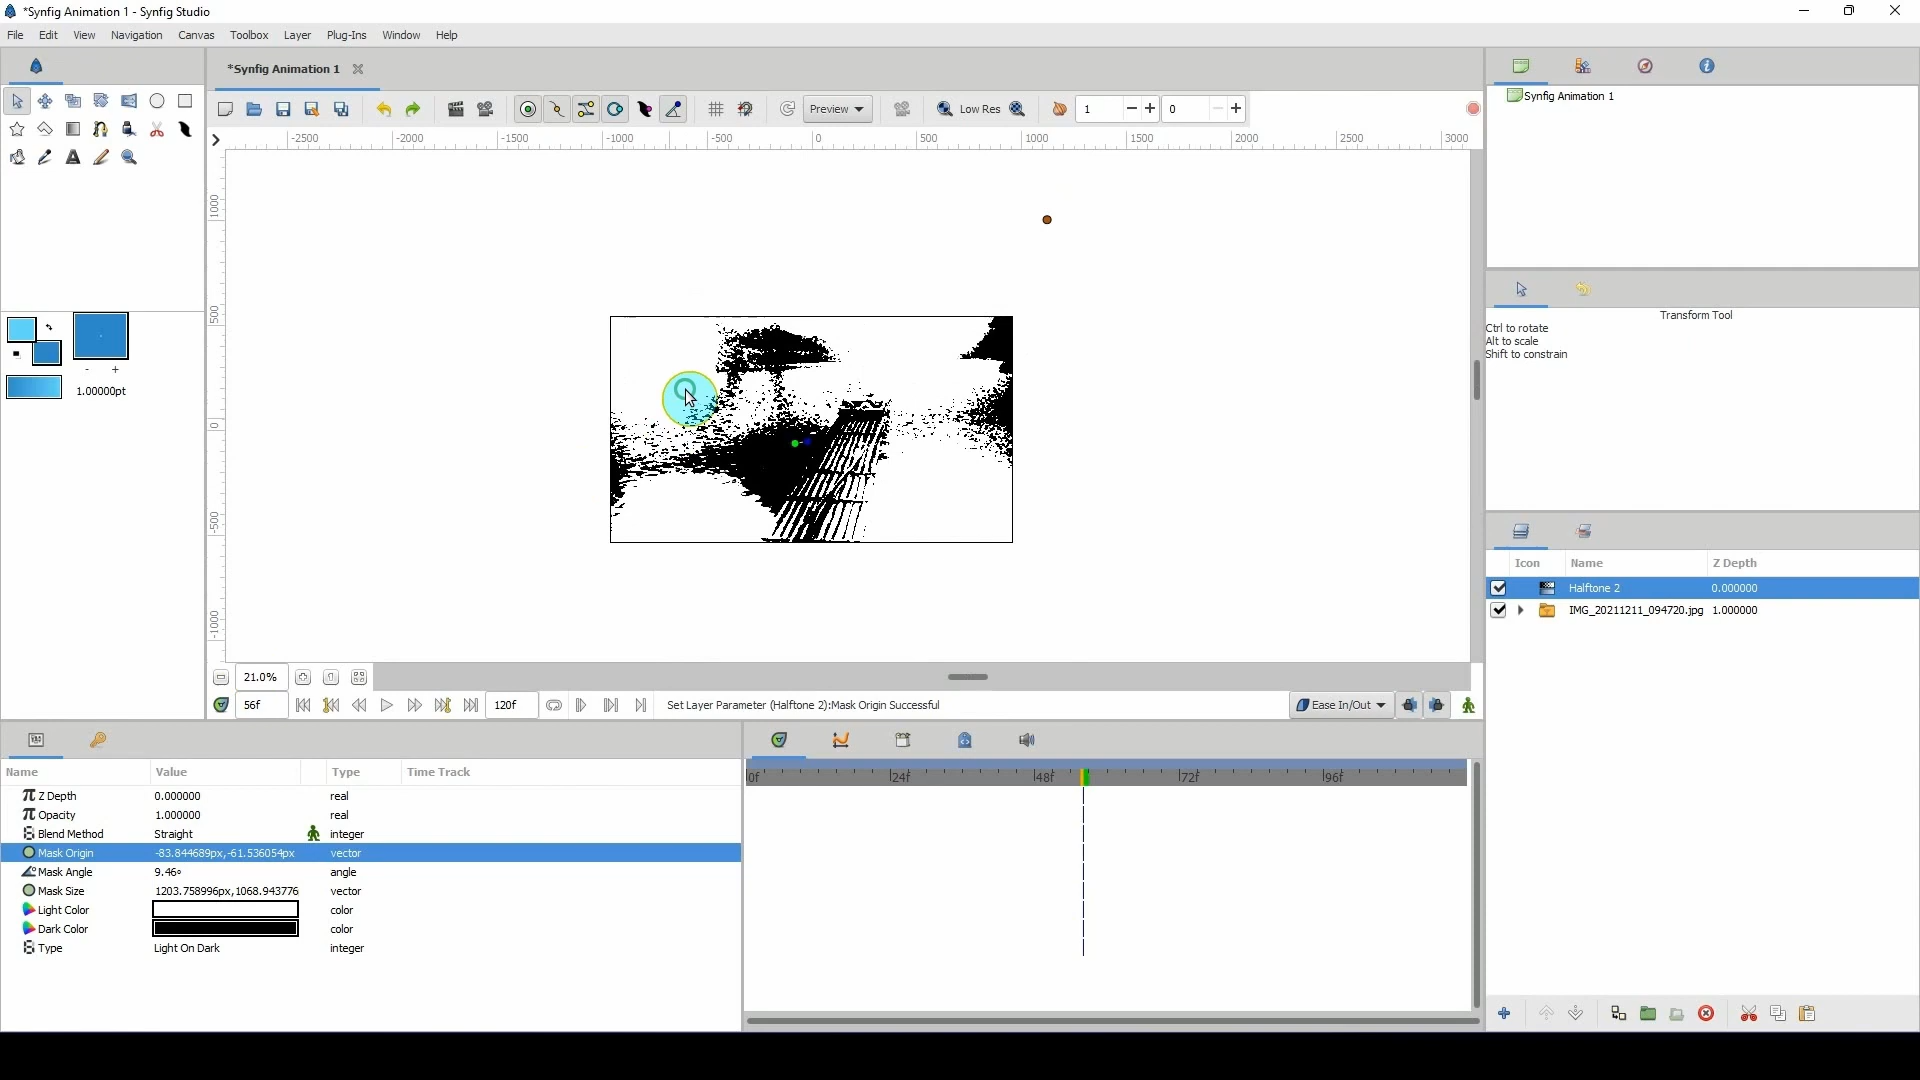 *Synfig Animation 1 - Synfig Studio
File Edit View Navigation Canvas Toolbox Layer Plug-Ins Window Help
*Synfig Animation 1
Preview Low Res 1 0
-2500 -2000 -1500 -1000 -500 0 500 1000 1500 2000 2500 3000
1000
500
0
-500
-1000
1.00000pt
Synfig Animation 1
Transform Tool
Ctrl to rotate
Alt to scale
Shift to constrain
Icon Name Z Depth
Halftone 2 0.000000
IMG_20211211_094720.jpg 1.000000
21.0%
56f 120f Set Layer Parameter (Halftone 2):Mask Origin Successful Ease In/Out
Name Value Type Time Track
Z Depth 0.000000 real
Opacity 1.000000 real
Blend Method Straight integer
Mask Origin -83.844689px,-61.536054px vector
Mask Angle 9.46° angle
Mask Size 1203.758996px,1068.943776 vector
Light Color color
Dark Color color
Type Light On Dark integer
0f 24f 48f 72f 96f